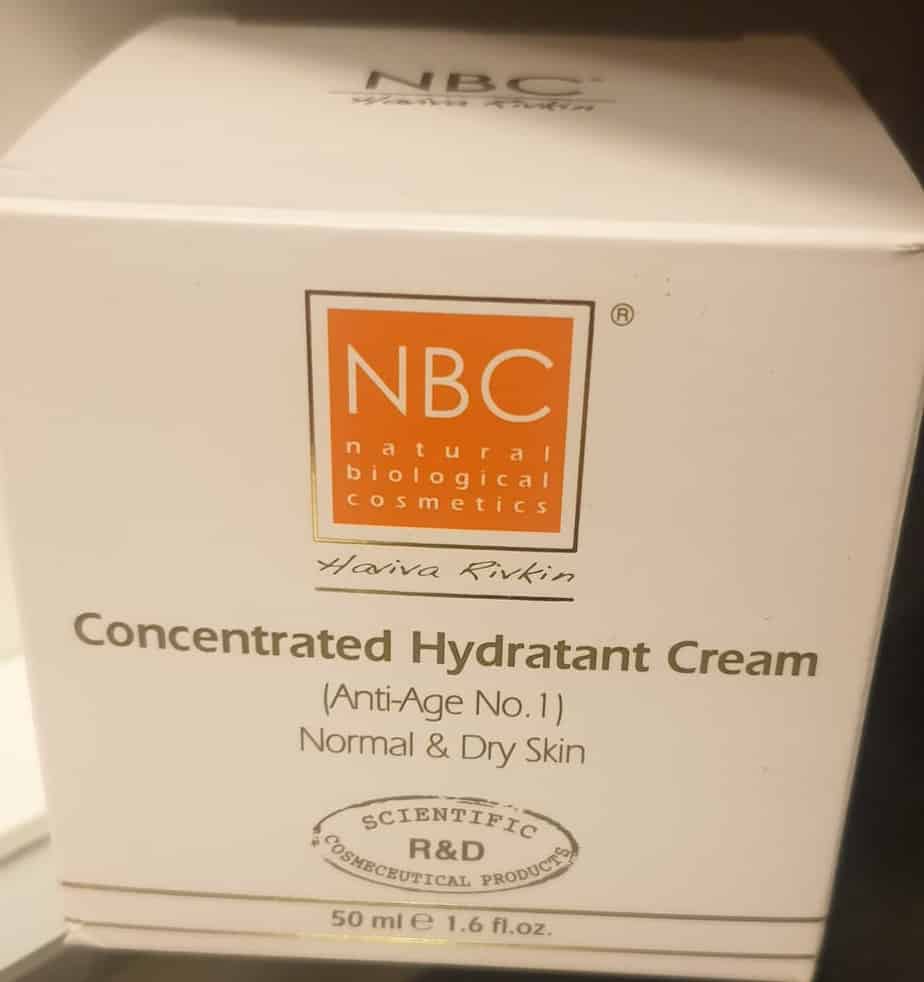 NBC
Haviva Rivkin
®
NBC
natural
biological
cosmetics
Haviva Rivkin
Concentrated Hydratant Cream
(Anti-Age No.1)
Normal & Dry Skin
SCIENTIFIC
R&D
COSMECEUTICAL PRODUCTS
50 ml ℮ 1.6 fl.oz.